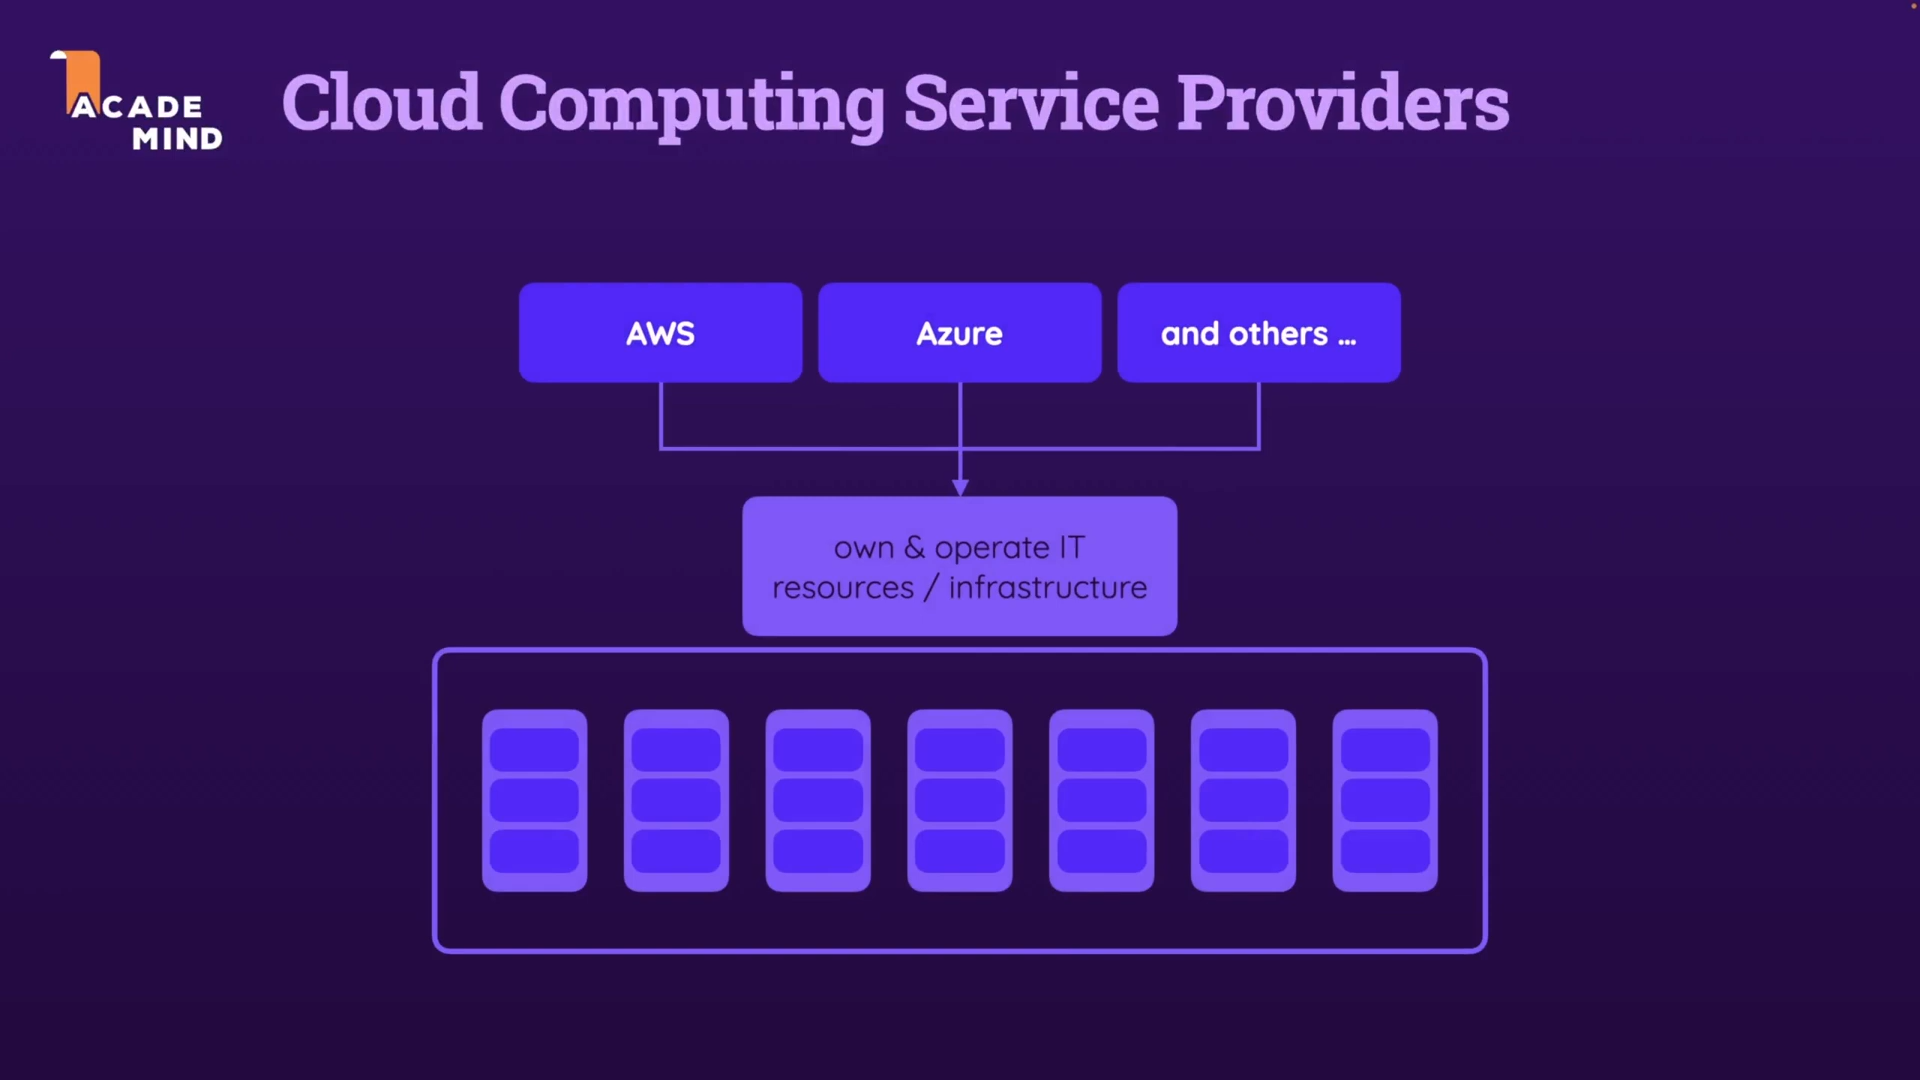 ACADE
MIND
Cloud Computing Service Providers
AWS
Azure
and others ...
own & operate IT
resources / infrastructure